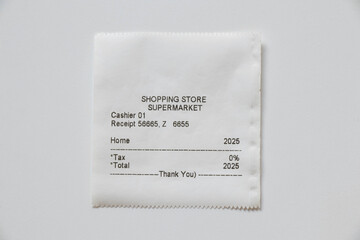 SHOPPING STORE
SUPERMARKET
Cashier 01
Receipt 56665, Z 6655
Home 2025
*Tax 0%
*Total 2025
Thank You)